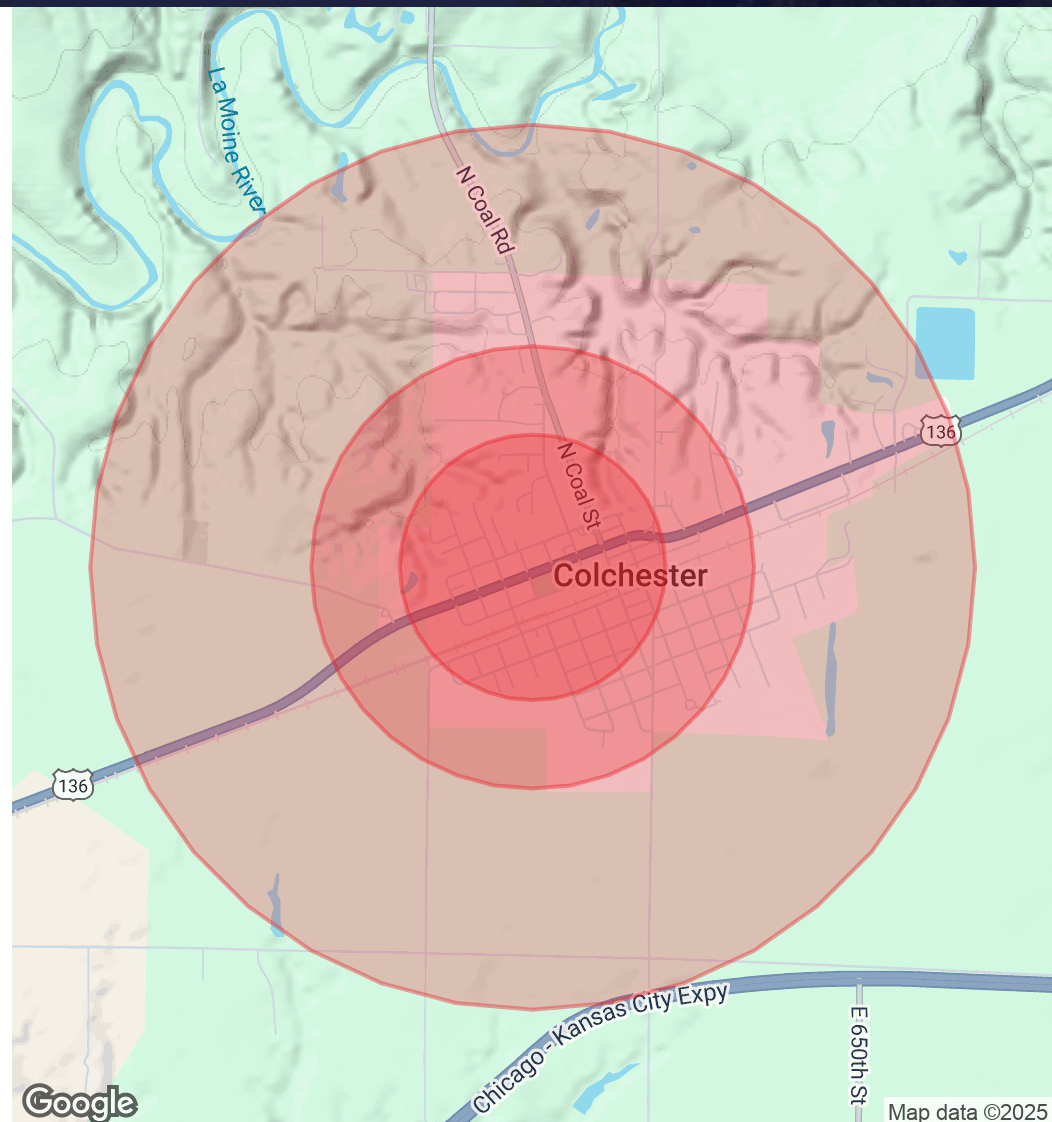 La Moine River
N Coal Rd
136
N Coal St
Colchester
136
Chicago - Kansas City Expy
E 650th St
Google
Map data ©2025